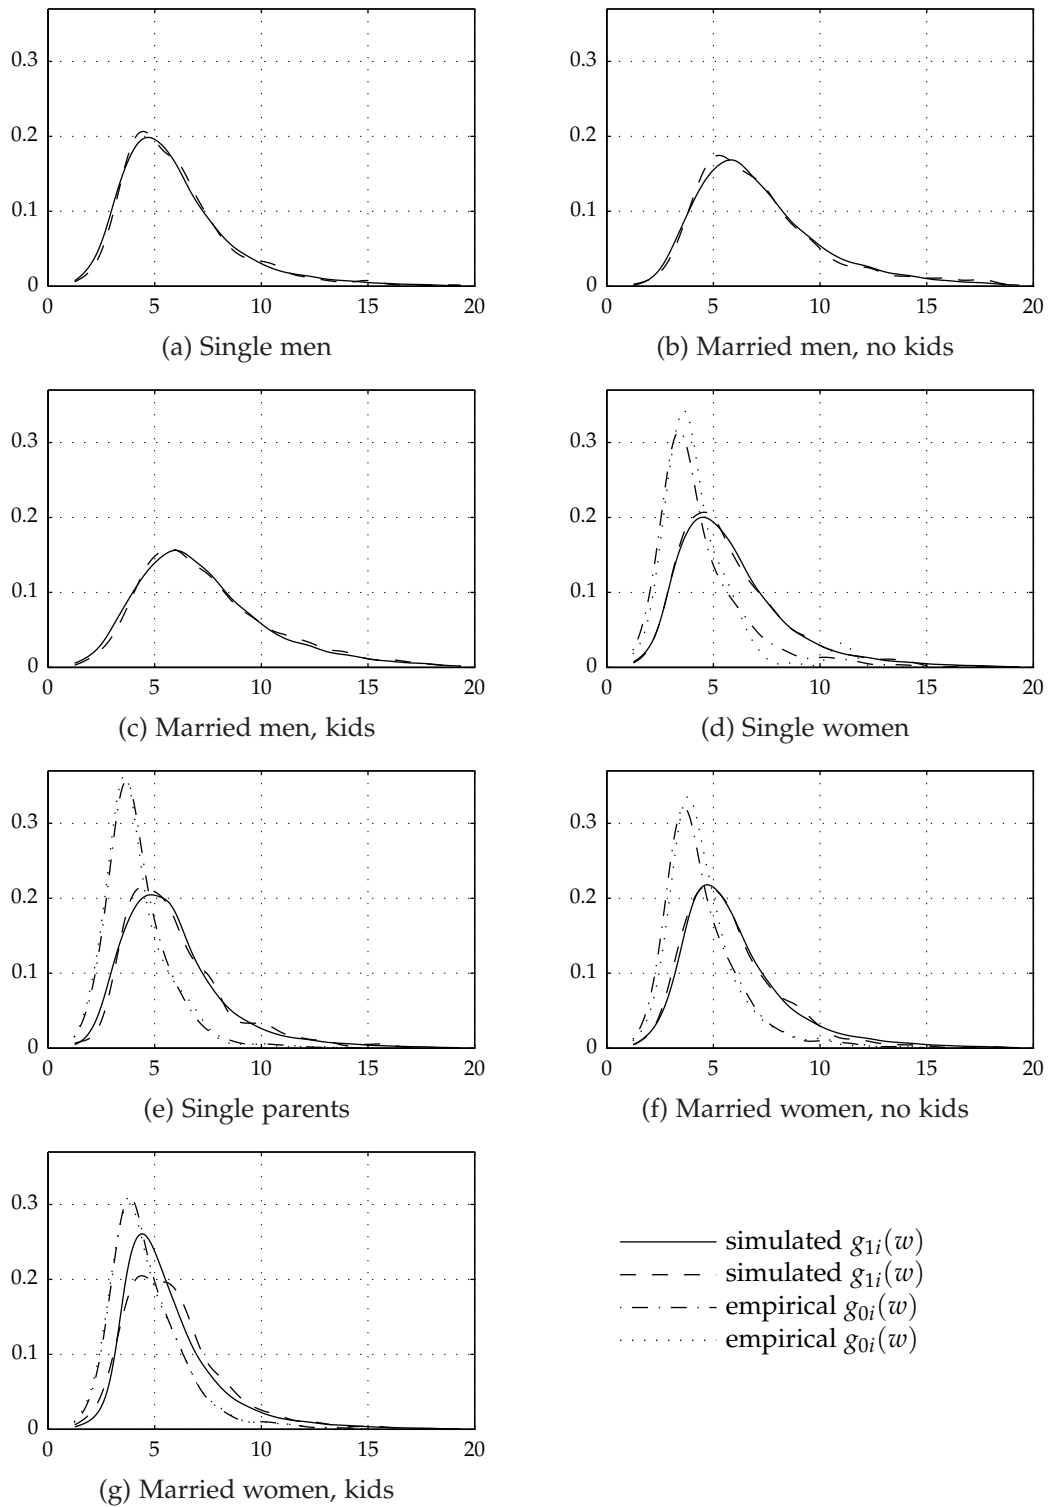 0.3
0.2
0.1
0
0 5 10 15 20
(a) Single men
0.3
0.2
0.1
0
0 5 10 15 20
(b) Married men, no kids
0.3
0.2
0.1
0
0 5 10 15 20
(c) Married men, kids
0.3
0.2
0.1
0
0 5 10 15 20
(d) Single women
0.3
0.2
0.1
0
0 5 10 15 20
(e) Single parents
0.3
0.2
0.1
0
0 5 10 15 20
(f) Married women, no kids
0.3
0.2
0.1
0
0 5 10 15 20
(g) Married women, kids
simulated g₁ᵢ(w)
simulated g₁ᵢ(w)
empirical g₀ᵢ(w)
empirical g₀ᵢ(w)